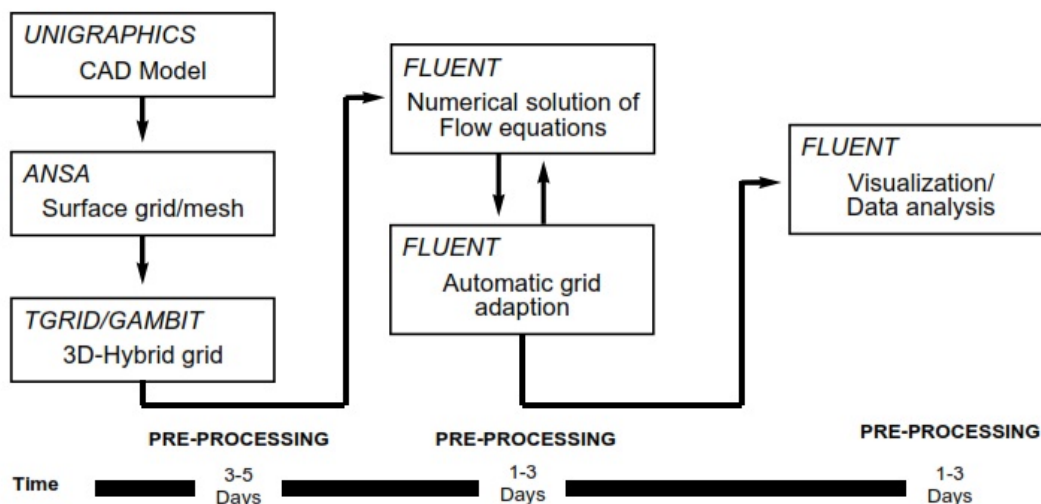 UNIGRAPHICS
CAD Model
ANSA
Surface grid/mesh
TGRID/GAMBIT
3D-Hybrid grid
FLUENT
Numerical solution of
Flow equations
FLUENT
Automatic grid
adaption
FLUENT
Visualization/
Data analysis
PRE-PROCESSING
PRE-PROCESSING
PRE-PROCESSING
Time
3-5
Days
1-3
Days
1-3
Days